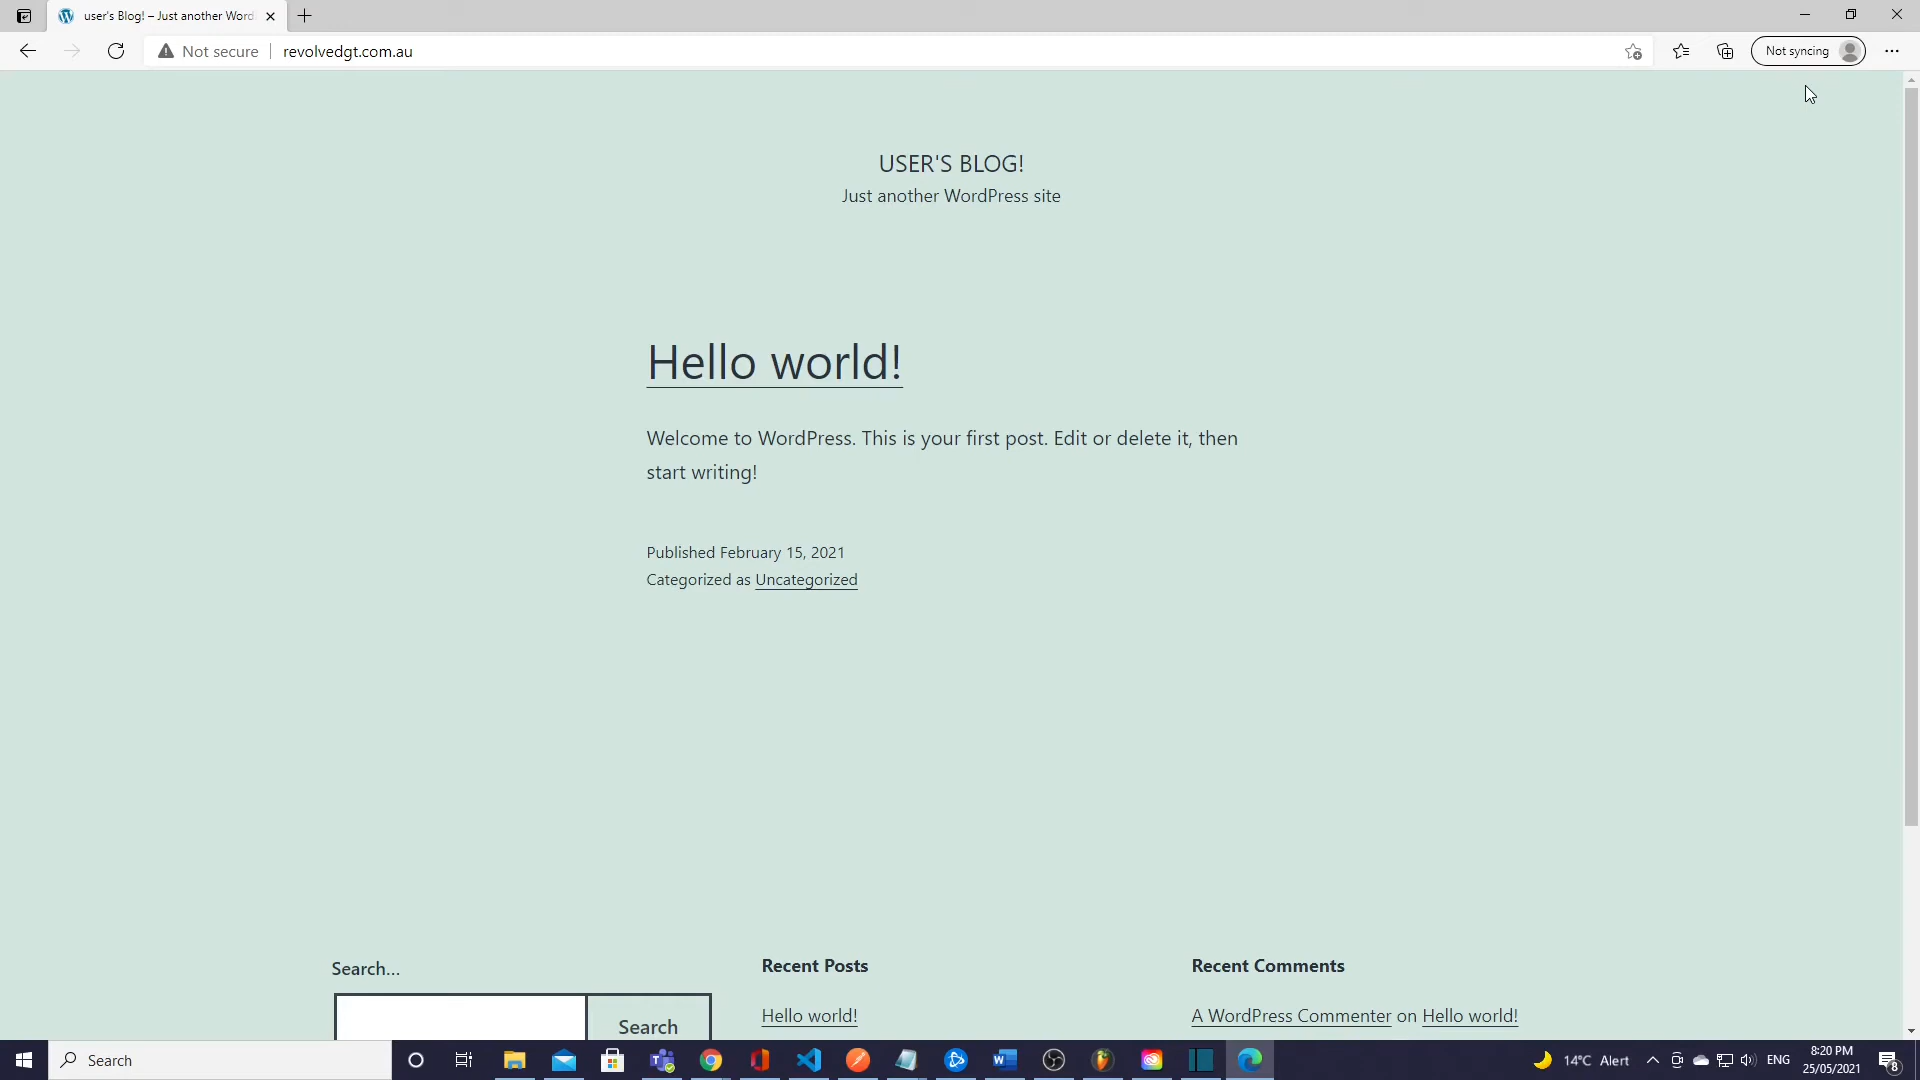 user's Blog! – Just another Word
Not secure
revolvedgt.com.au
Not syncing
USER'S BLOG!
Just another WordPress site
Hello world!
Welcome to WordPress. This is your first post. Edit or delete it, then
start writing!
Published February 15, 2021
Categorized as Uncategorized
Search…
Search
Recent Posts
Hello world!
Recent Comments
A WordPress Commenter on Hello world!
Search
14°C Alert
ENG
8:20 PM
25/05/2021
8